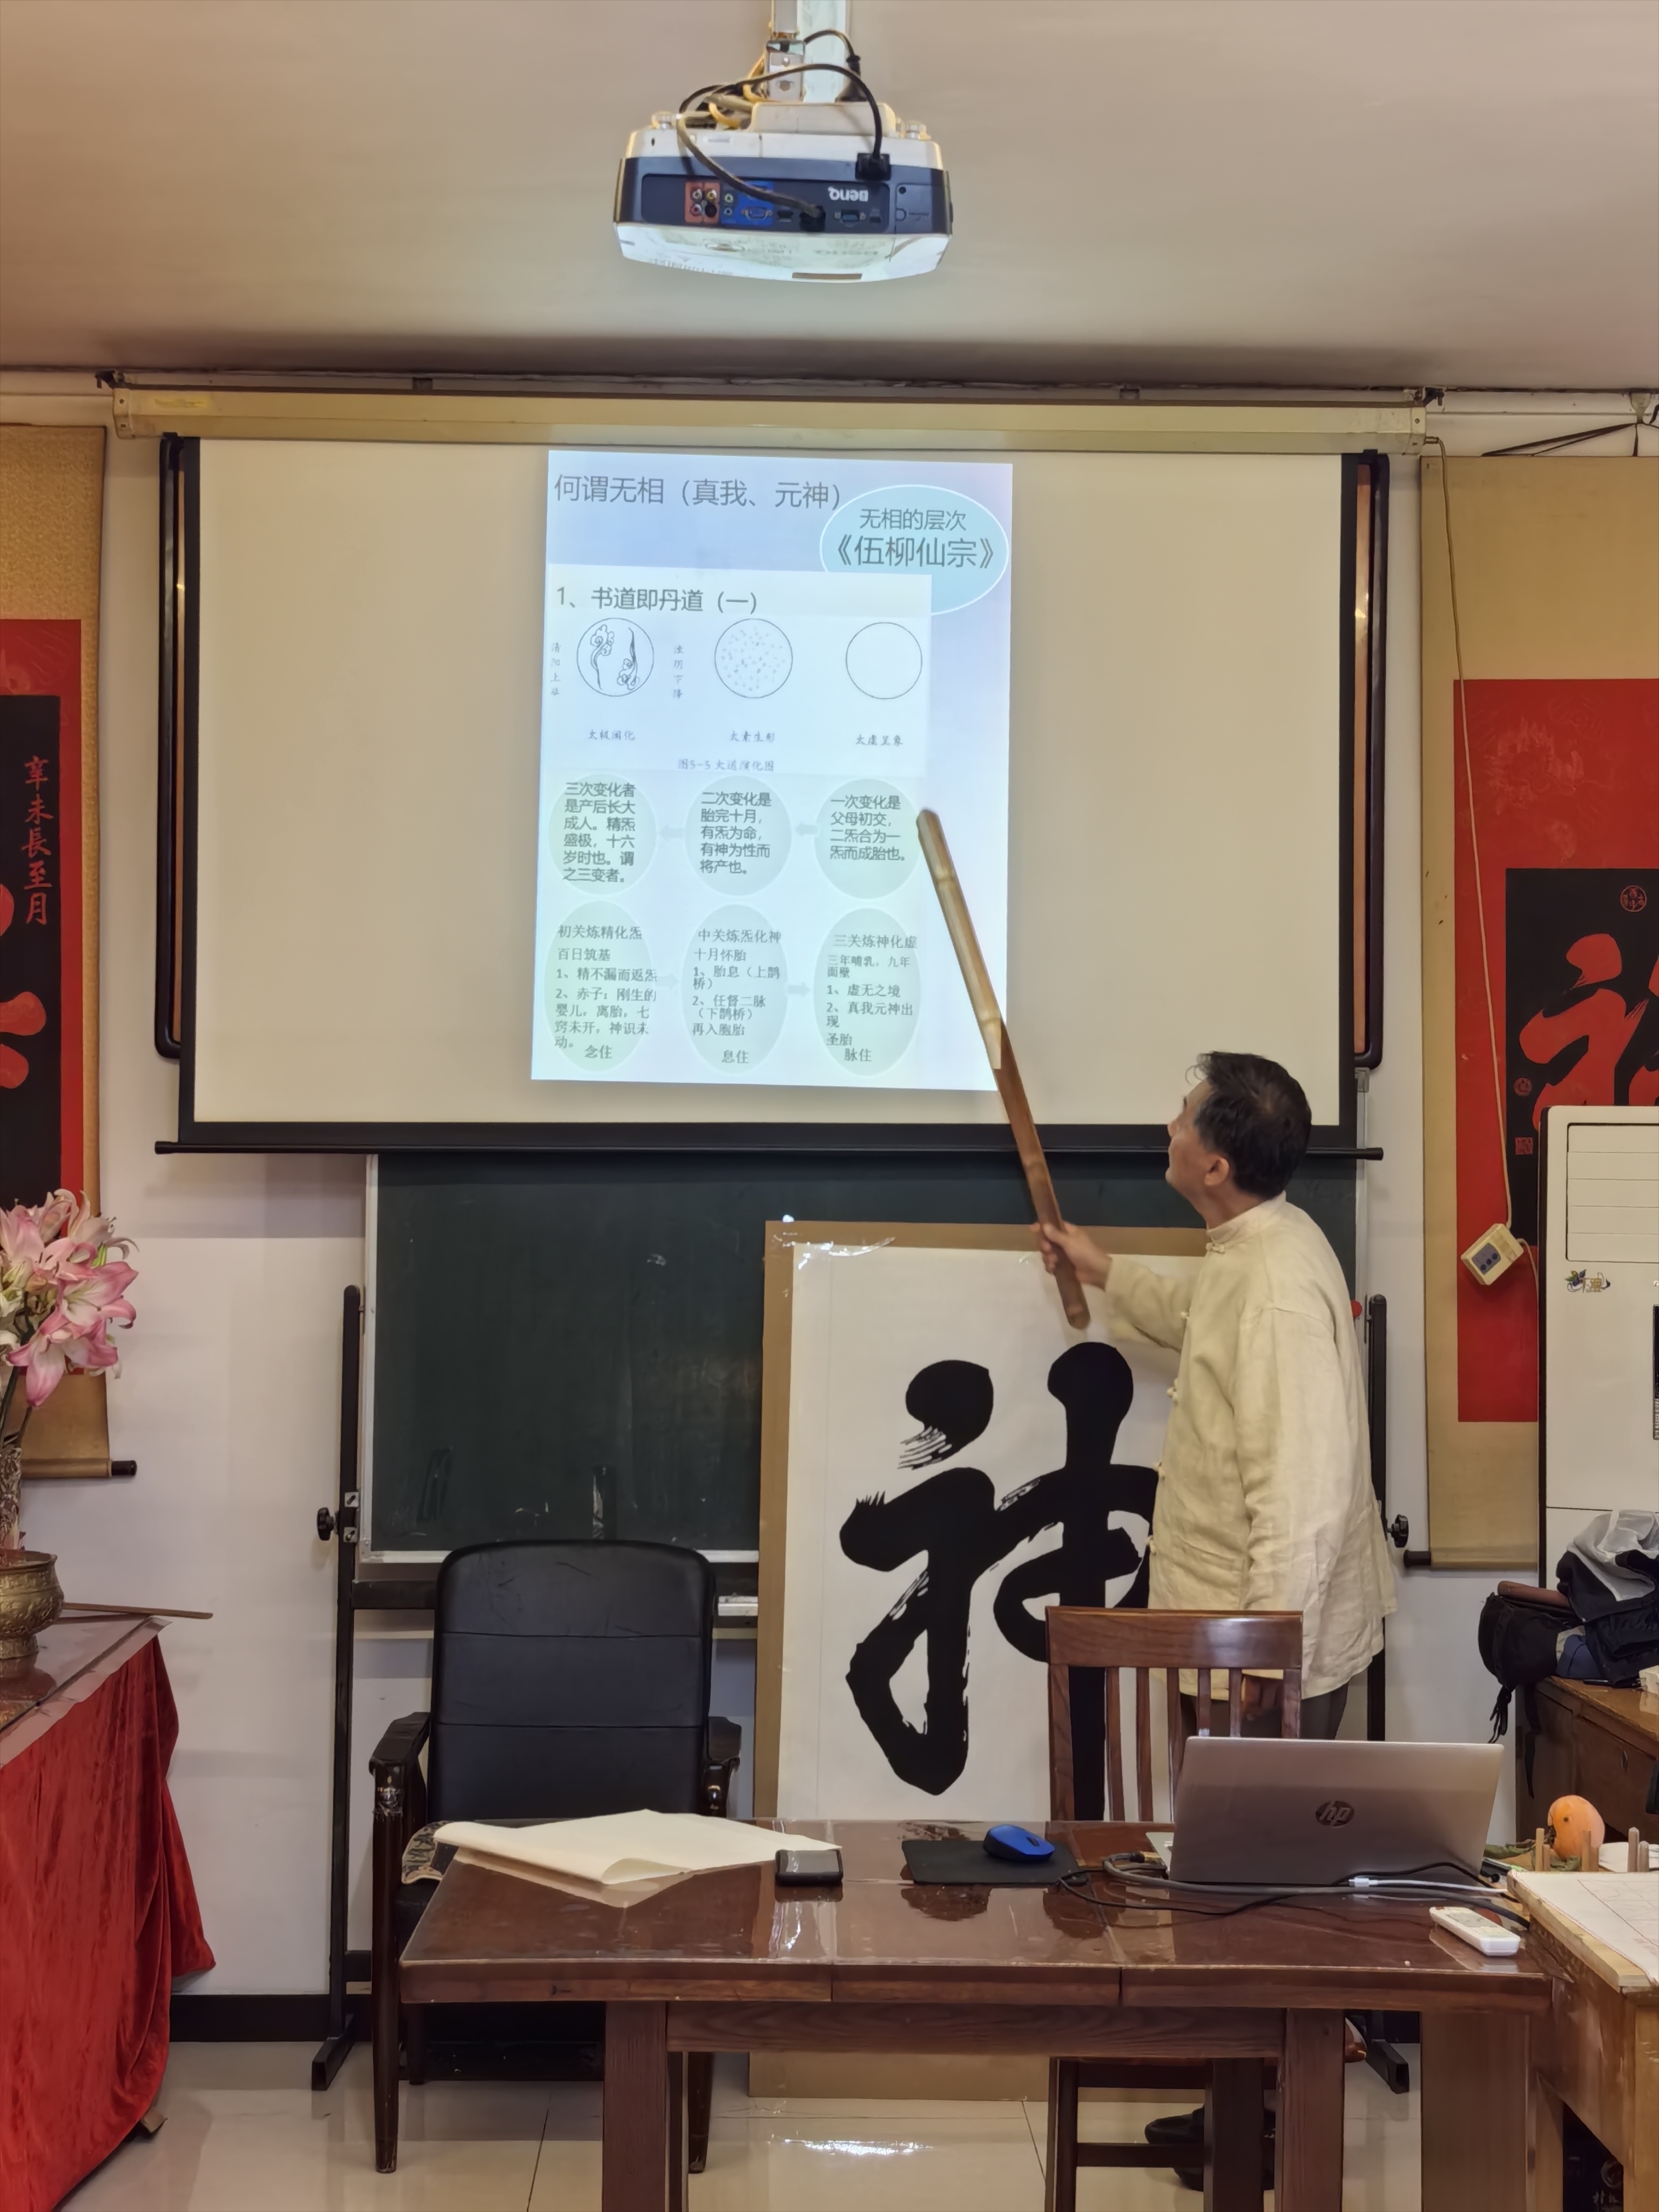 BenQ
何谓无相（真我、元神）
无相的层次
《伍柳仙宗》
1、书道即丹道（一）
清阳上升
浊阴下降
太极阔化
太素生形
太虚呈象
图5-5 大道演化图
三次变化者
是产后长大
成人。精炁
盛极，十六
岁时也。谓
之三变者。
二次变化是
胎完十月，
有炁为命，
有神为性而
将产也。
一次变化是
父母初交，
二炁合为一
炁而成胎也。
初关炼精化炁
百日筑基
1、精不漏而返炁
2、赤子：刚生的
婴儿，离胎，七
窍未开，神识未
动。
念住
中关炼炁化神
十月怀胎
1、胎息（上鹊
桥）
2、任督二脉
（下鹊桥）
再入胞胎
息住
三关炼神化虚
三年哺乳，九年
面壁
1、虚无之境
2、真我元神出
现
圣胎
脉住
辛未長至月
神
hp